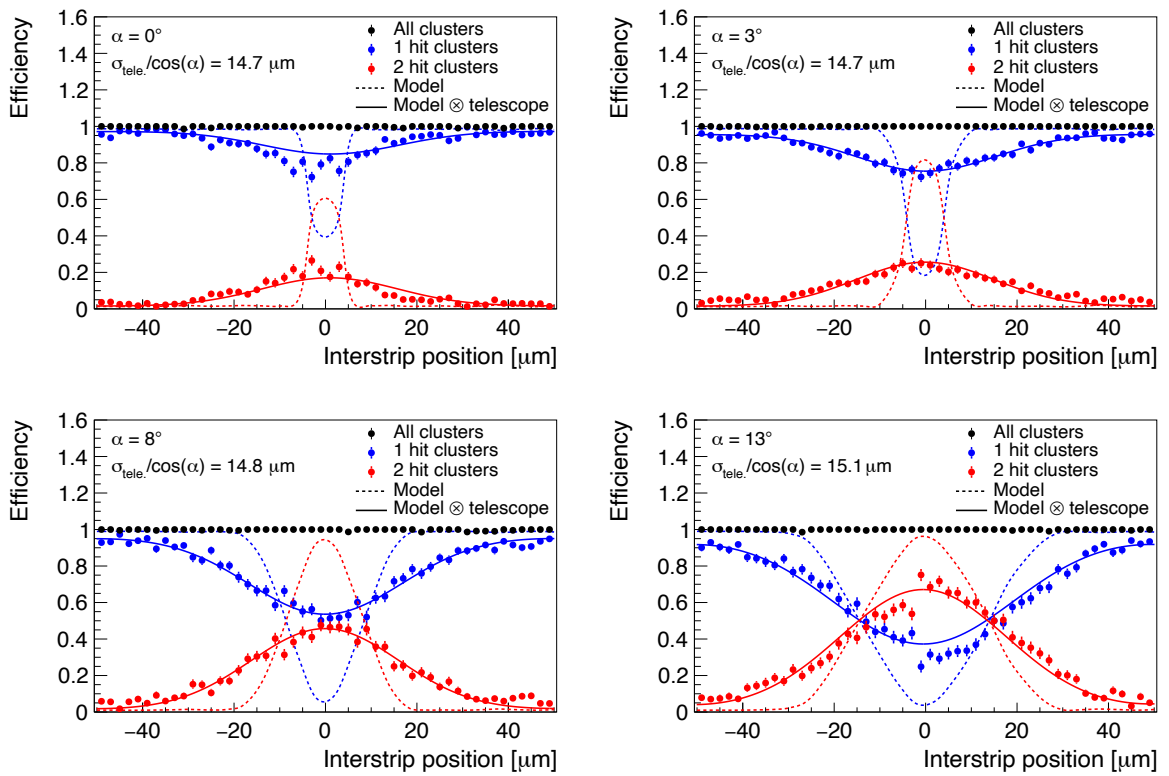 Efficiency
1.6
1.4
1.2
1
0.8
0.6
0.4
0.2
0
α = 0°
σtele./cos(α) = 14.7 μm
All clusters
1 hit clusters
2 hit clusters
Model
Model ⊗ telescope
−40 −20 0 20 40
Interstrip position [μm]
Efficiency
1.6
1.4
1.2
1
0.8
0.6
0.4
0.2
0
α = 3°
σtele./cos(α) = 14.7 μm
All clusters
1 hit clusters
2 hit clusters
Model
Model ⊗ telescope
−40 −20 0 20 40
Interstrip position [μm]
Efficiency
1.6
1.4
1.2
1
0.8
0.6
0.4
0.2
0
α = 8°
σtele./cos(α) = 14.8 μm
All clusters
1 hit clusters
2 hit clusters
Model
Model ⊗ telescope
−40 −20 0 20 40
Interstrip position [μm]
Efficiency
1.6
1.4
1.2
1
0.8
0.6
0.4
0.2
0
α = 13°
σtele./cos(α) = 15.1 μm
All clusters
1 hit clusters
2 hit clusters
Model
Model ⊗ telescope
−40 −20 0 20 40
Interstrip position [μm]